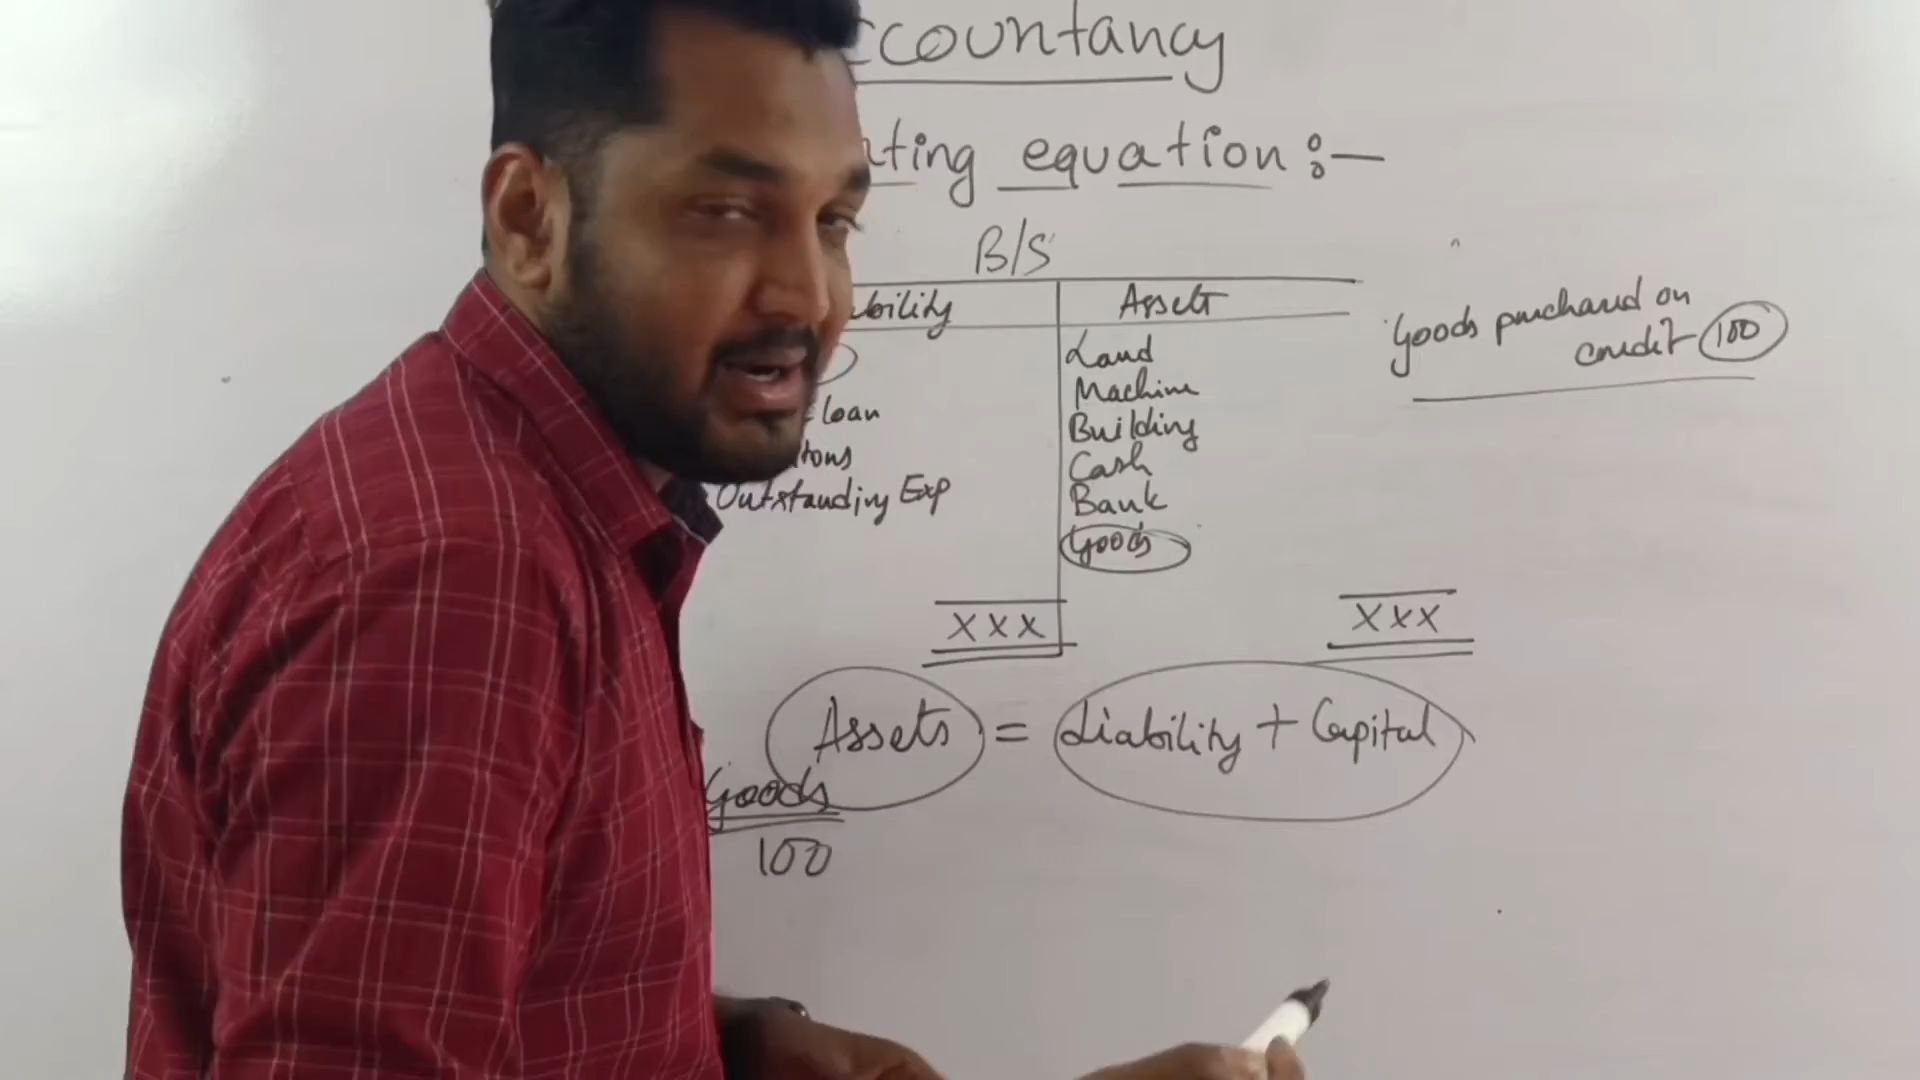 ccountancy
nting equation :-
B/S
bility Assets
Land
Machine
loan Building
tors Cash
Outstanding Exp Bank
Goods
Goods purchased on
credit 100
XXX XXX
Assets = Liability + Capital
Goods
100